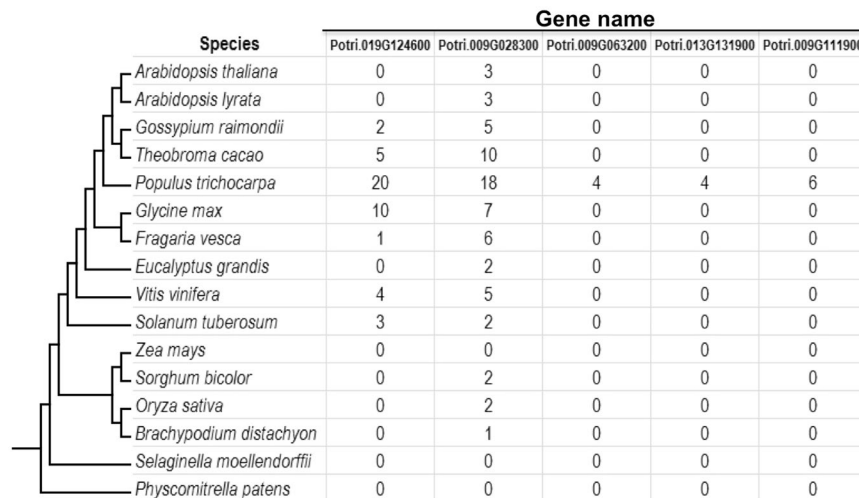 Gene name
Species Potri.019G124600 Potri.009G028300 Potri.009G063200 Potri.013G131900 Potri.009G111900
Arabidopsis thaliana 0 3 0 0 0
Arabidopsis lyrata 0 3 0 0 0
Gossypium raimondii 2 5 0 0 0
Theobroma cacao 5 10 0 0 0
Populus trichocarpa 20 18 4 4 6
Glycine max 10 7 0 0 0
Fragaria vesca 1 6 0 0 0
Eucalyptus grandis 0 2 0 0 0
Vitis vinifera 4 5 0 0 0
Solanum tuberosum 3 2 0 0 0
Zea mays 0 0 0 0 0
Sorghum bicolor 0 2 0 0 0
Oryza sativa 0 2 0 0 0
Brachypodium distachyon 0 1 0 0 0
Selaginella moellendorffii 0 0 0 0 0
Physcomitrella patens 0 0 0 0 0